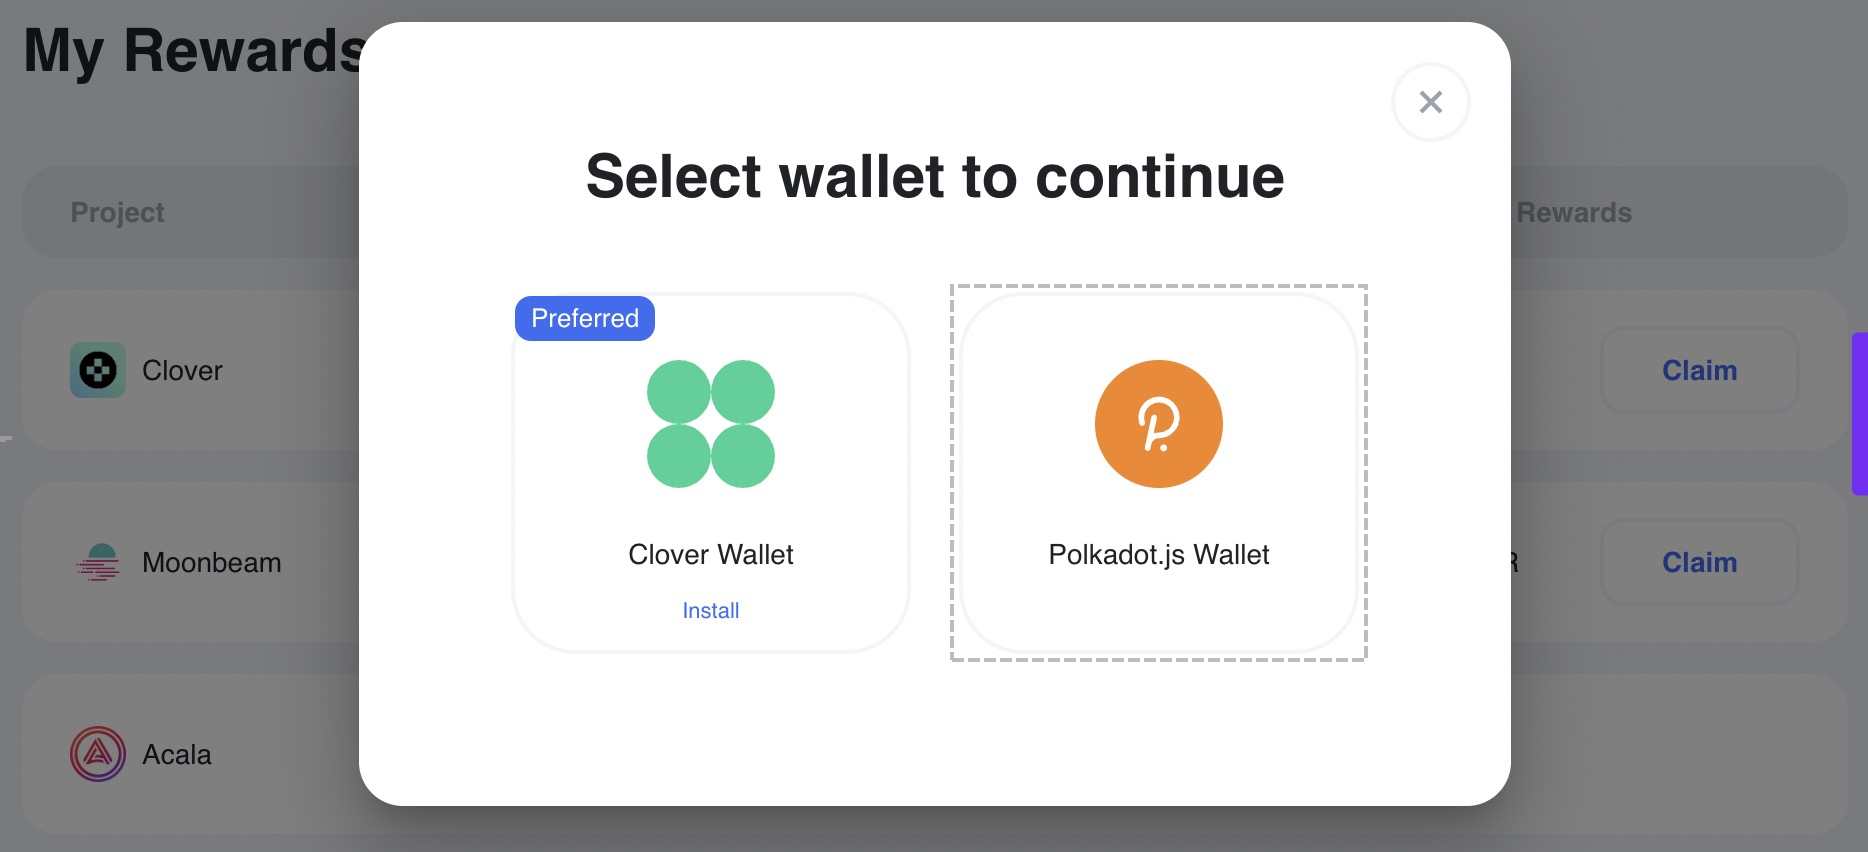 My Rewards
Select wallet to continue
Project
Rewards
Preferred
Clover
Claim
Clover Wallet
Polkadot.js Wallet
Install
Moonbeam
R
Claim
Acala